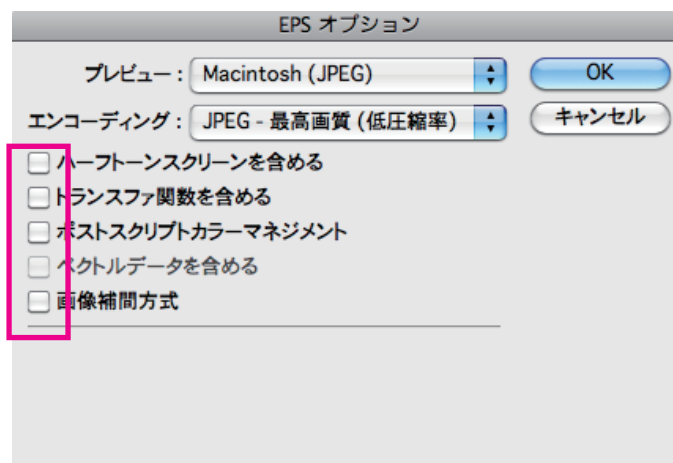 EPS オプション
プレビュー : Macintosh (JPEG)
OK
エンコーディング : JPEG - 最高画質 (低圧縮率)
キャンセル
ハーフトーンスクリーンを含める
トランスファ関数を含める
ポストスクリプトカラーマネジメント
ベクトルデータを含める
画像補間方式